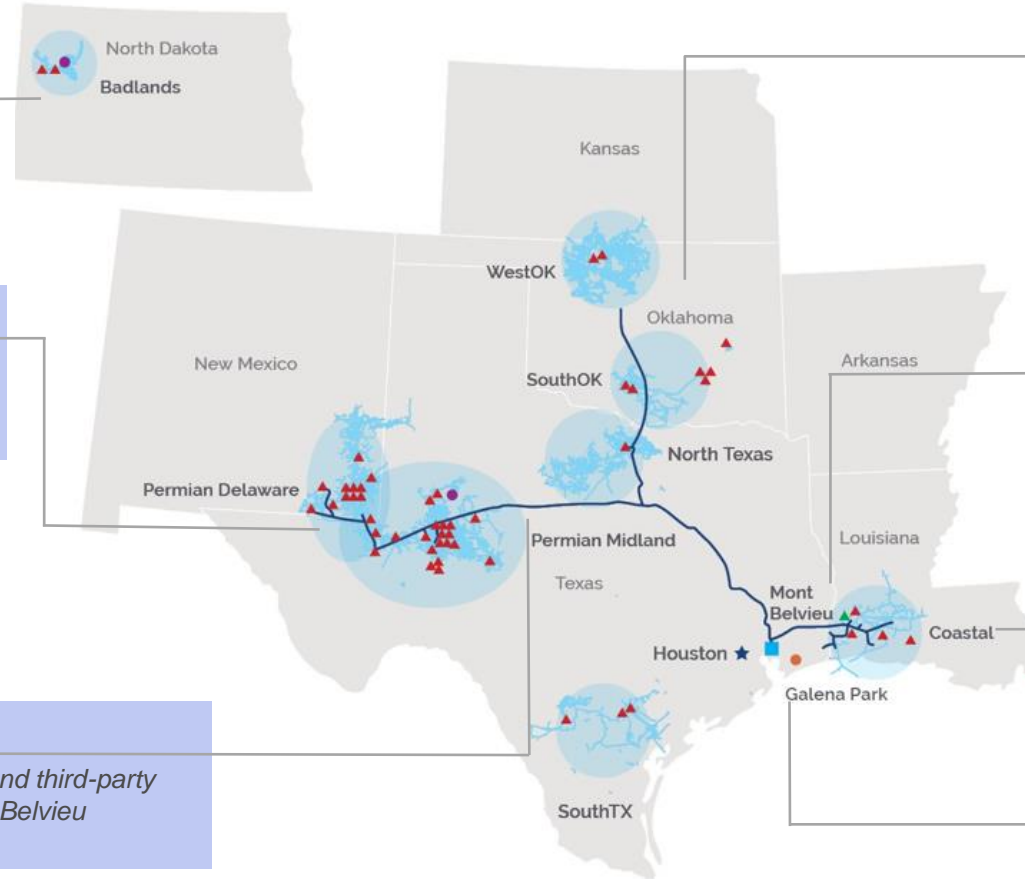 North Dakota
Badlands
Kansas
WestOK
Oklahoma
New Mexico
Arkansas
SouthOK
North Texas
Permian Delaware
Permian Midland
Louisiana
Texas
Mont
Belvieu
Coastal
Houston
Galena Park
third-party
Belvieu
SouthTX